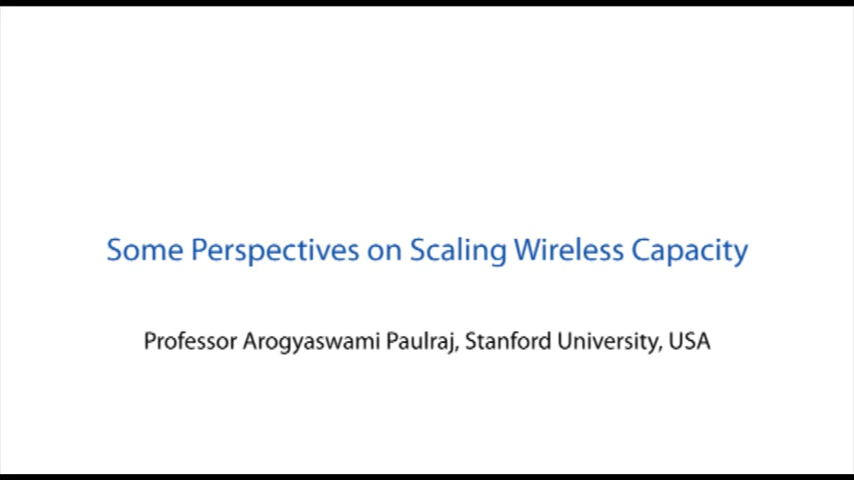 Some Perspectives on Scaling Wireless Capacity
Professor Arogyaswami Paulraj, Stanford University, USA